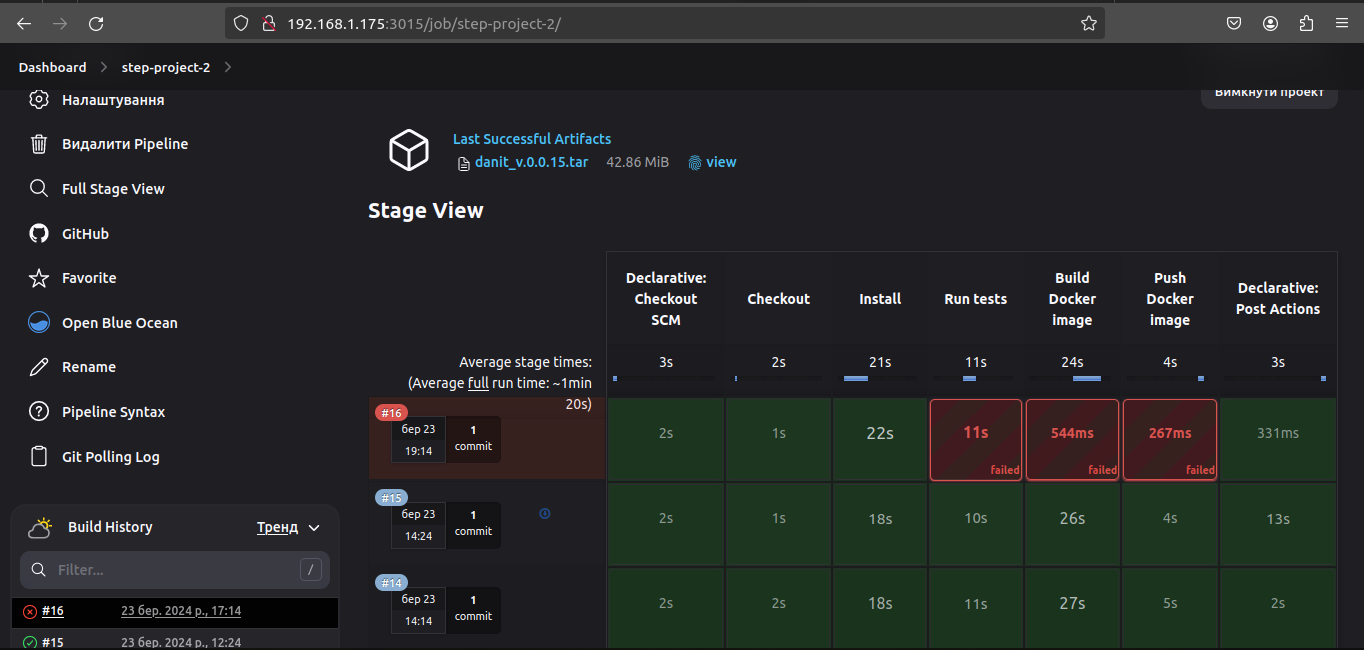 192.168.1.175:3015/job/step-project-2/
Dashboard
step-project-2
Налаштування
Видалити Pipeline
Full Stage View
GitHub
Favorite
Open Blue Ocean
Rename
Pipeline Syntax
Git Polling Log
Build History
Тренд
Filter...
/
#16
23 бер. 2024 р., 17:14
#15
23 бер. 2024 р., 12:24
Вимкнути проект
Last Successful Artifacts
danit_v.0.0.15.tar 42.86 MiB view
Stage View
Declarative:
Checkout
SCM
Checkout
Install
Run tests
Build
Docker
image
Push
Docker
image
Declarative:
Post Actions
Average stage times:
(Average full run time: ~1min
20s)
3s 2s 21s 11s 24s 4s 3s
#16
бер 23
19:14
1
commit
2s 1s 22s 11s 544ms 267ms 331ms
failed failed failed
#15
бер 23
14:24
1
commit
2s 1s 18s 10s 26s 4s 13s
#14
бер 23
14:14
1
commit
2s 2s 18s 11s 27s 5s 2s